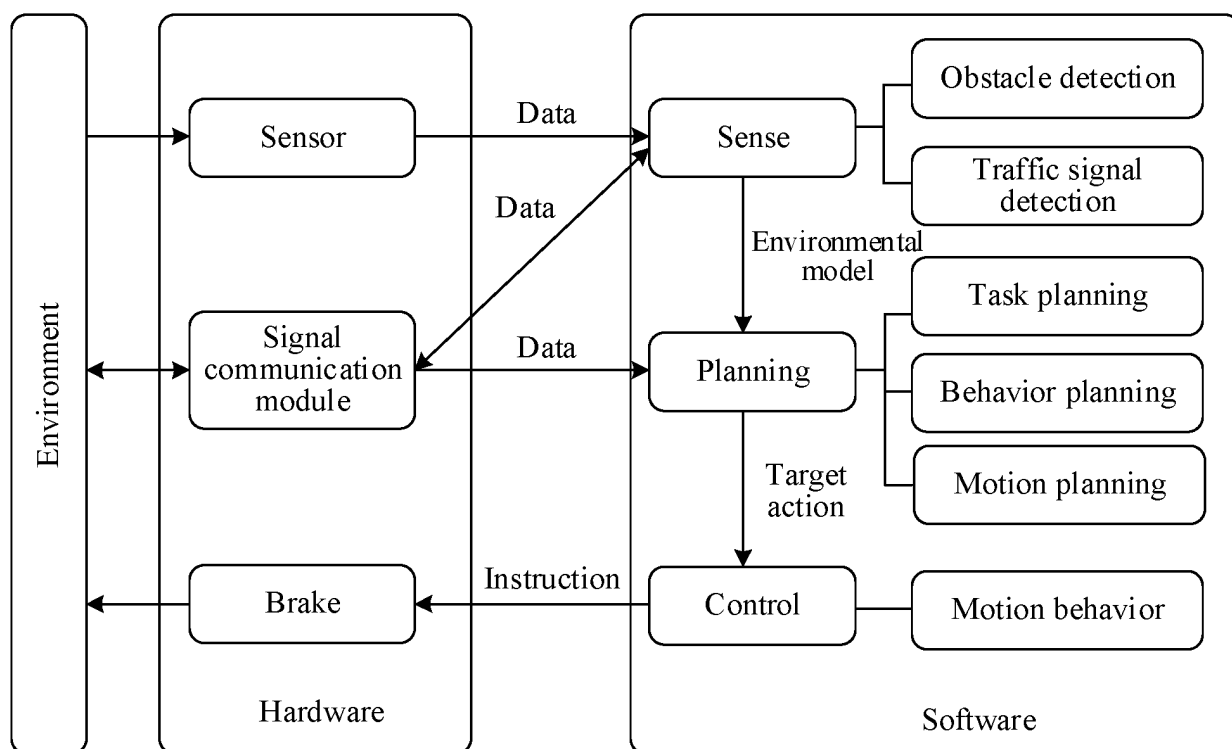 Environment
Sensor
Signal
communication
module
Brake
Hardware
Data
Data
Data
Instruction
Sense
Environmental
model
Planning
Target
action
Control
Obstacle detection
Traffic signal
detection
Task planning
Behavior planning
Motion planning
Motion behavior
Software